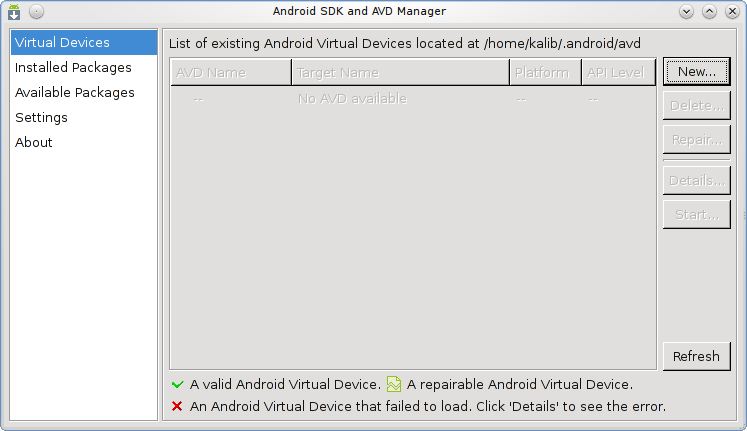 Android SDK and AVD Manager
Virtual Devices
Installed Packages
Available Packages
Settings
About
List of existing Android Virtual Devices located at /home/kalib/.android/avd
AVD Name Target Name Platform API Level
-- No AVD available -- --
New...
Delete...
Repair...
Details...
Start...
Refresh
A valid Android Virtual Device. A repairable Android Virtual Device.
An Android Virtual Device that failed to load. Click 'Details' to see the error.